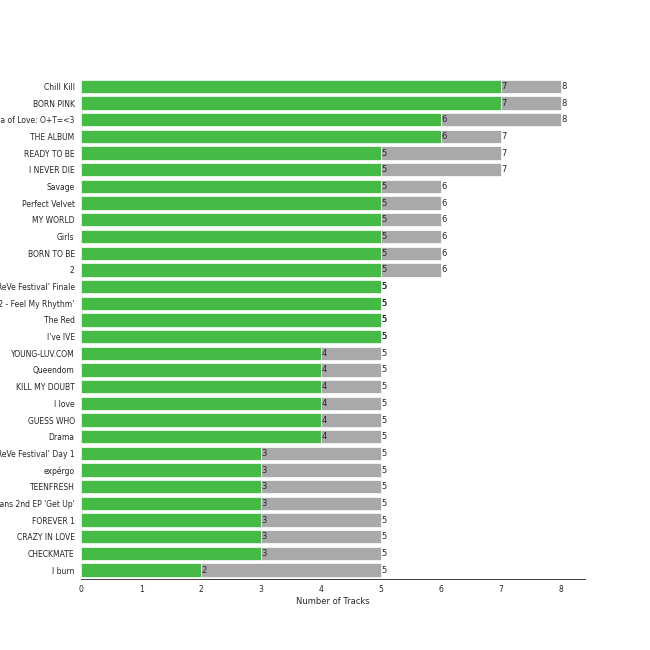 Chill Kill 7 8
BORN PINK 7 8
a of Love: O+T=<3 6 8
THE ALBUM 6 7
READY TO BE 5 7
I NEVER DIE 5 7
Savage 5 6
Perfect Velvet 5 6
MY WORLD 5 6
Girls 5 6
BORN TO BE 5 6
2 5 6
ReVe Festival' Finale 5
2 - Feel My Rhythm' 5
The Red 5
I've IVE 5
YOUNG-LUV.COM 4 5
Queendom 4 5
KILL MY DOUBT 4 5
I love 4 5
GUESS WHO 4 5
Drama 4 5
ReVe Festival' Day 1 3 5
expérgo 3 5
TEENFRESH 3 5
ans 2nd EP 'Get Up' 3 5
FOREVER 1 3 5
CRAZY IN LOVE 3 5
CHECKMATE 3 5
I burn 2 5
0 1 2 3 4 5 6 7 8
Number of Tracks